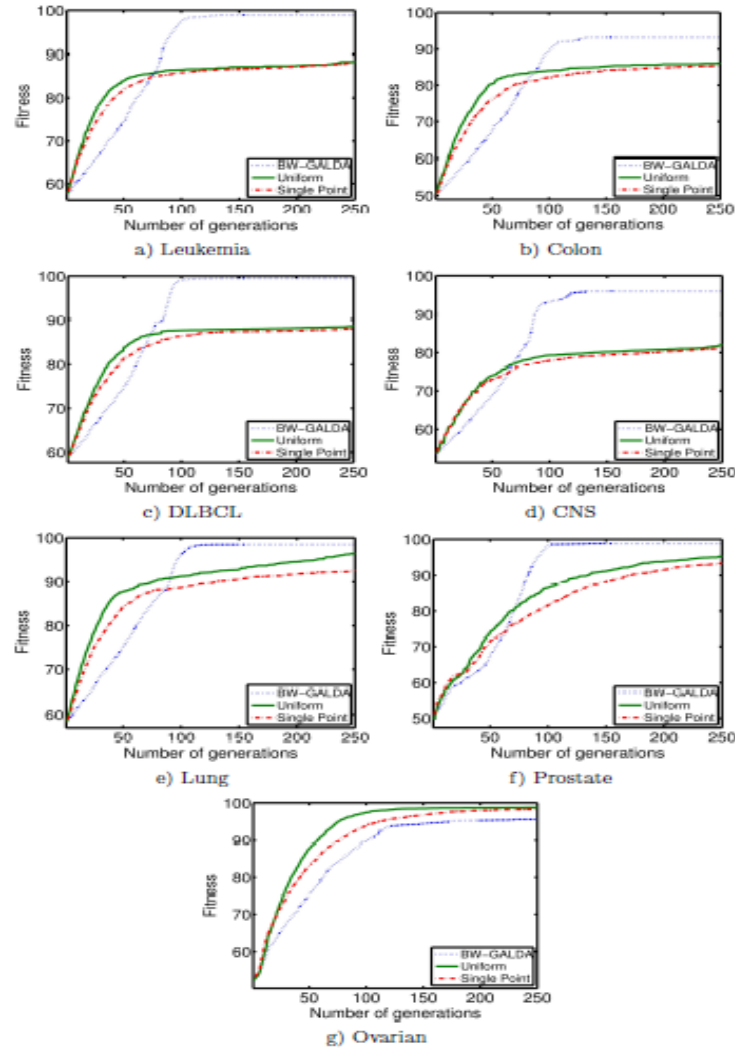 100
90
80
70
60
Fitness
BW-GALDA
Uniform
Single Point
50 100 150 200 250
Number of generations
a) Leukemia
100
90
80
70
60
50
Fitness
BW-GALDA
Uniform
Single Point
50 100 150 200 250
Number of generations
b) Colon
100
90
80
70
60
Fitness
BW-GALDA
Uniform
Single Point
50 100 150 200 250
Number of generations
c) DLBCL
100
90
80
70
60
Fitness
BW-GALDA
Uniform
Single Point
50 100 150 200 250
Number of generations
d) CNS
100
90
80
70
60
Fitness
BW-GALDA
Uniform
Single Point
50 100 150 200 250
Number of generations
e) Lung
100
90
80
70
60
50
Fitness
BW-GALDA
Uniform
Single Point
50 100 150 200 250
Number of generations
f) Prostate
100
90
80
70
60
Fitness
BW-GALDA
Uniform
Single Point
50 100 150 200 250
Number of generations
g) Ovarian